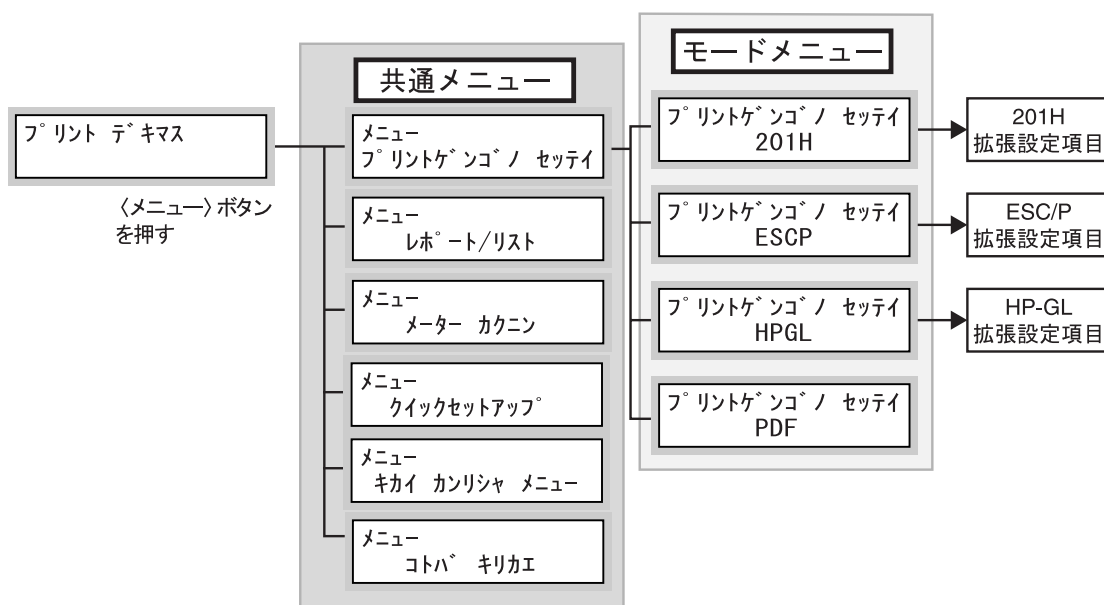 共通メニュー
モードメニュー
プリント デキマス
〈メニュー〉ボタン
を押す
メニュー
プリントゲンゴノ セッテイ
メニュー
レポート/リスト
メニュー
メーター カクニン
メニュー
クイックセットアップ
メニュー
キカイ カンリシャ メニュー
メニュー
コトバ キリカエ
プリントゲンゴノ セッテイ
201H
プリントゲンゴノ セッテイ
ESCP
プリントゲンゴノ セッテイ
HPGL
プリントゲンゴノ セッテイ
PDF
201H
拡張設定項目
ESC/P
拡張設定項目
HP-GL
拡張設定項目